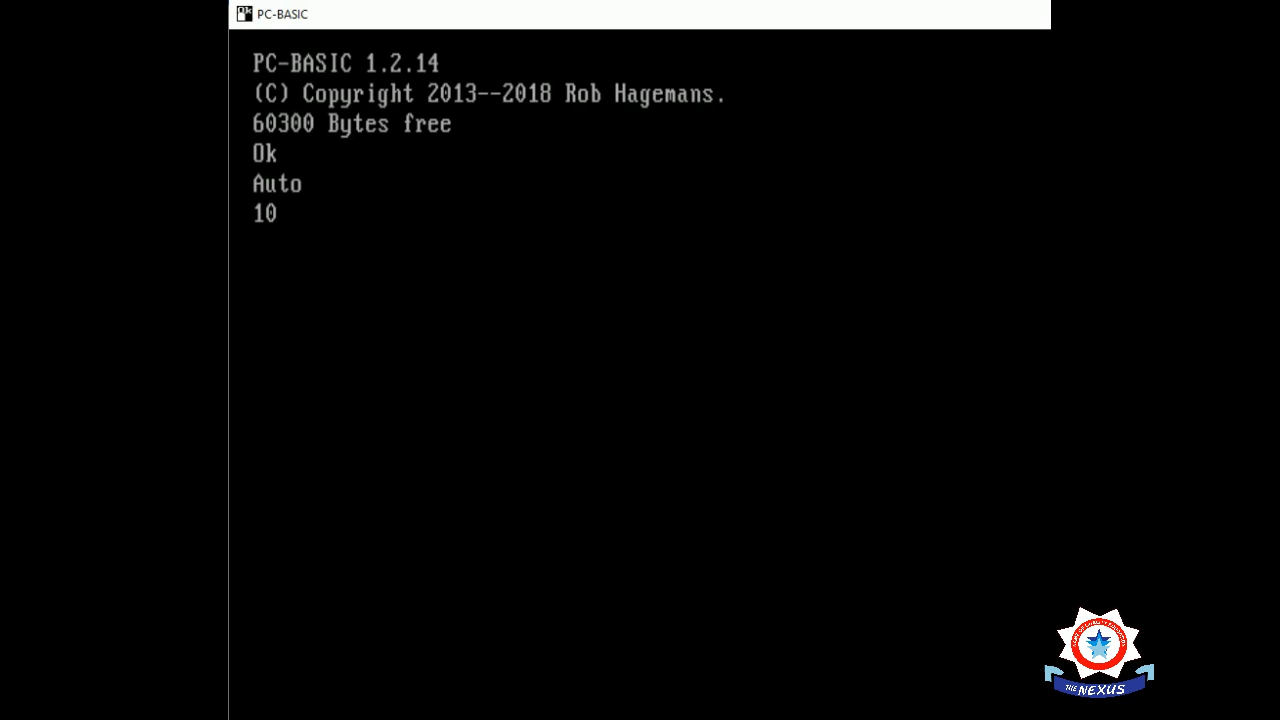 PC-BASIC
PC-BASIC 1.2.14
(C) Copyright 2013--2018 Rob Hagemans.
60300 Bytes free
Ok
Auto
10
THE NEXUS